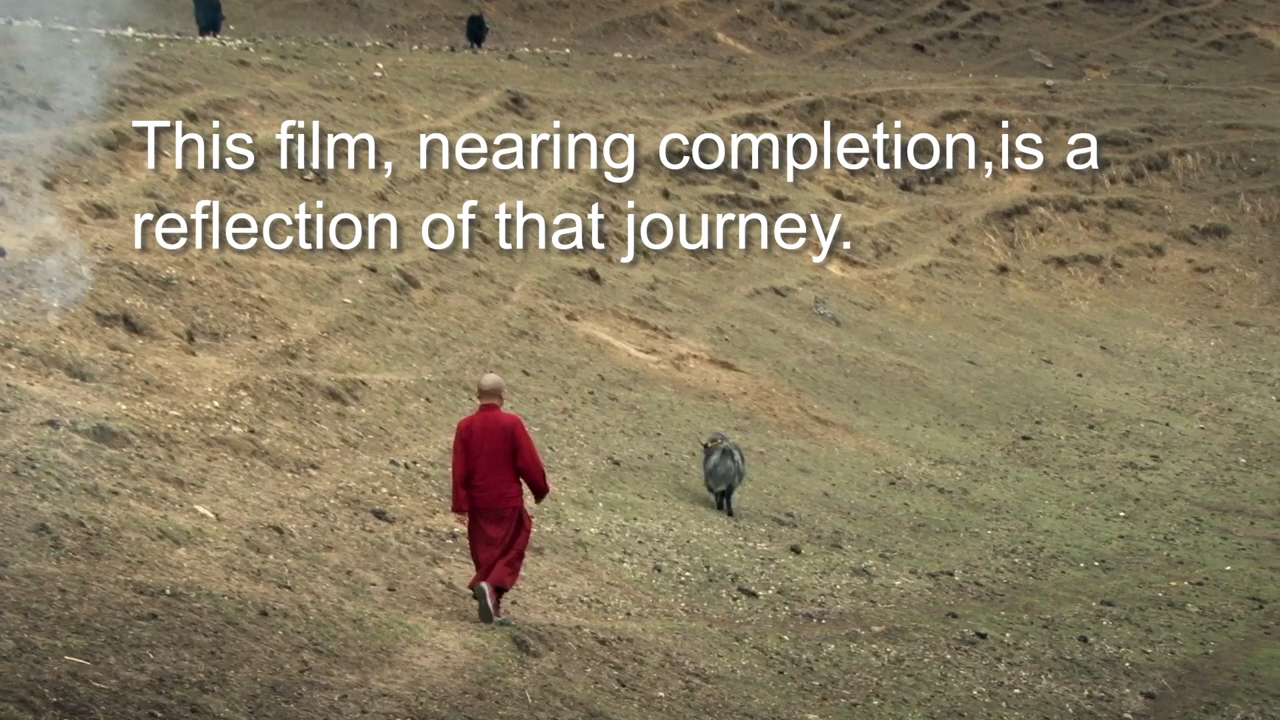 This film, nearing completion,is a
reflection of that journey.